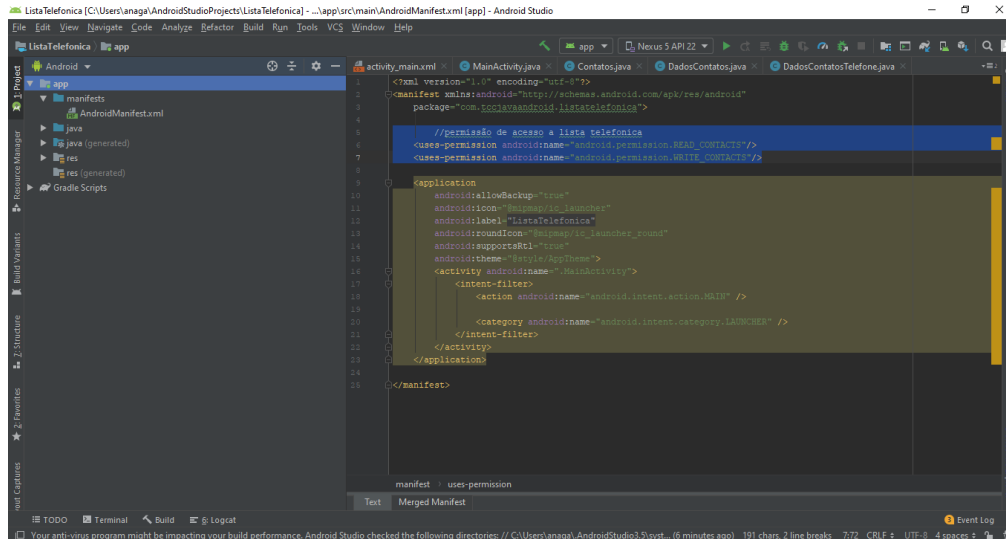 ListaTelefonica [C:\Users\anaga\AndroidStudioProjects\ListaTelefonica] - ...\app\src\main\AndroidManifest.xml [app] - Android Studio
File Edit View Navigate Code Analyze Refactor Build Run Tools VCS Window Help
ListaTelefonica app
app
Nexus 5 API 22
Android
activity_main.xml
MainActivity.java
Contatos.java
DadosContatos.java
DadosContatosTelefone.java
1: Project
Resource Manager
Build Variants
7: Structure
2: Favorites
out Captures
app
manifests
AndroidManifest.xml
java
java (generated)
res
res (generated)
Gradle Scripts
1 <?xml version="1.0" encoding="utf-8"?>
2 <manifest xmlns:android="http://schemas.android.com/apk/res/android"
3 package="com.tccjavaandroid.listatelefonica">
4
5 //permissão de acesso a lista telefonica
6 <uses-permission android:name="android.permission.READ_CONTACTS"/>
7 <uses-permission android:name="android.permission.WRITE_CONTACTS"/>
8
9 <application
10 android:allowBackup="true"
11 android:icon="@mipmap/ic_launcher"
12 android:label="ListaTelefonica"
13 android:roundIcon="@mipmap/ic_launcher_round"
14 android:supportsRtl="true"
15 android:theme="@style/AppTheme">
16 <activity android:name=".MainActivity">
17 <intent-filter>
18 <action android:name="android.intent.action.MAIN" />
19
20 <category android:name="android.intent.category.LAUNCHER" />
21 </intent-filter>
22 </activity>
23 </application>
24
25 </manifest>
manifest › uses-permission
Text Merged Manifest
TODO Terminal Build 6: Logcat 3 Event Log
Your anti-virus program might be impacting your build performance. Android Studio checked the following directories: // C:\Users\anaga\.AndroidStudio3.5\syst... (6 minutes ago) 191 chars, 2 line breaks 7:72 CRLF UTF-8 4 spaces